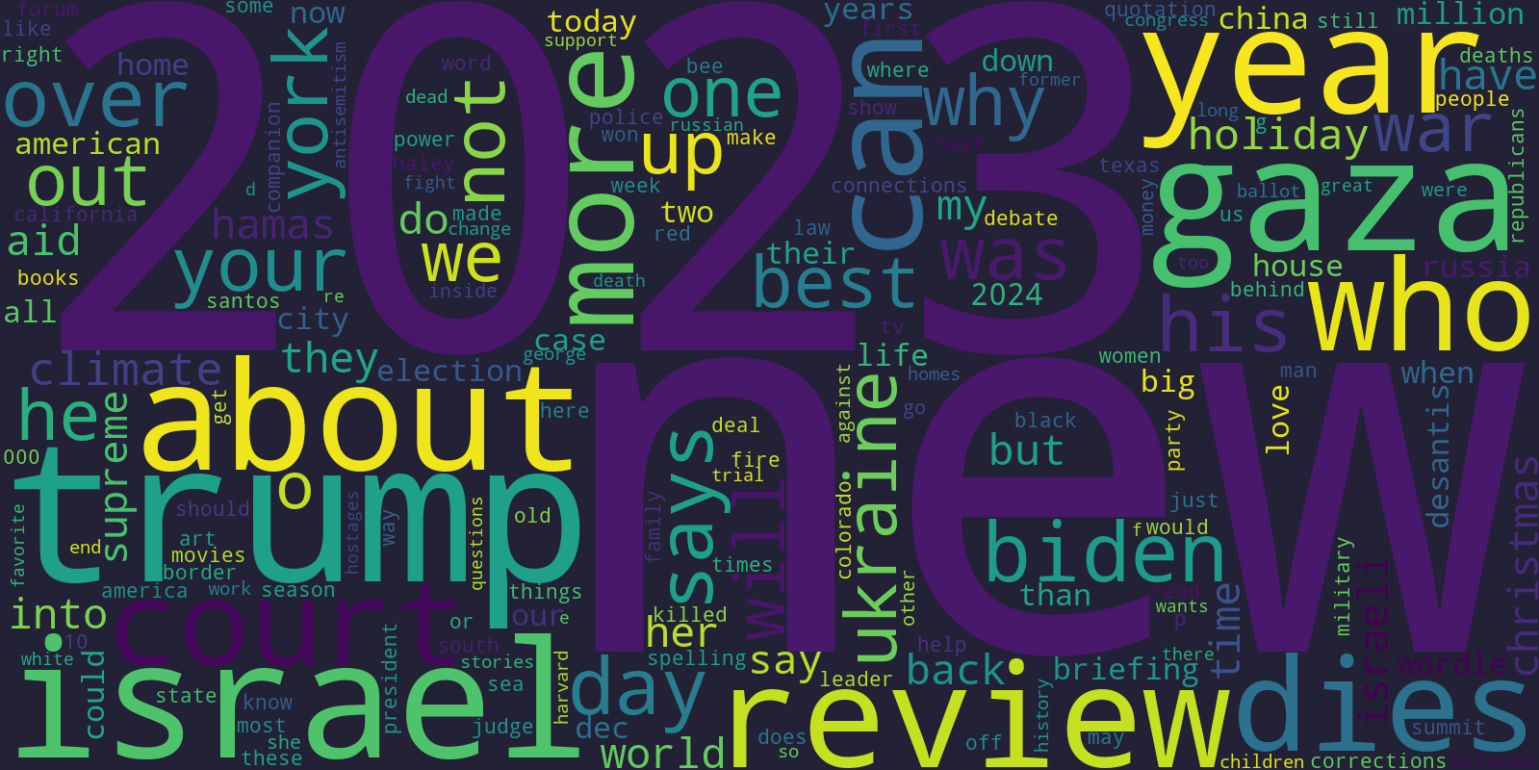 2023
new
forum
some
now
today
years
first
quotation
congress
china
still
million
like
right
home
york
word
support
more
bee
one
where
can
down
former
year
deaths
have
people
over
american
out
california
companion
antisemitism
dead
not
power
haley
fight
police
won
russian
up
make
show
why
long
g
holiday
war
texas
d
hamas
aid
books
all
your
santos
re
city
do
made
change
we
inside
week
two
red
death
connections
law
their
best
my
debate
was
2024
money
ballot
great
us
were
republicans
gaza
too
house
behind
russia
his
who
climate
they
election
case
george
tv
life
homes
women
man
big
when
he
supreme
get
about
here
against
go
black
but
party
love
desantis
christmas
000
trump
o
should
favorite
end
art
movies
border
hostages
way
questions
old
deal
fire
trial
says
will
family
ukraine
colorado
other
just
f
would
biden
america
work
season
things
times
than
read
wants
p
time
military
israeli
into
10
court
our
e
or
south
killed
her
help
white
could
israel
state
know
most
she
these
president
stories
sea
judge
harvard
day
dec
spelling
say
leader
back
briefing
there
wordle
world
review
does
so
off
history
may
dies
summit
children
corrections